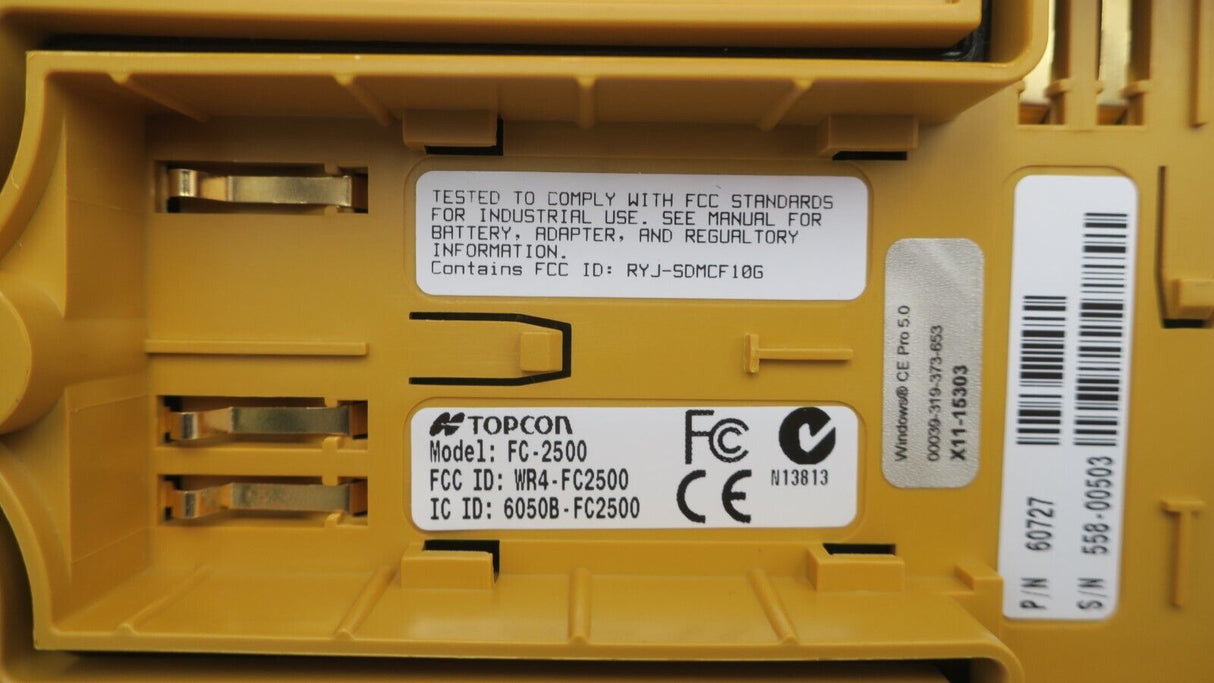 TESTED TO COMPLY WITH FCC STANDARDS
FOR INDUSTRIAL USE. SEE MANUAL FOR
BATTERY, ADAPTER, AND REGUALTORY
INFORMATION.
Contains FCC ID: RYJ-SDMCF10G
TOPCON
Model: FC-2500
FCC ID: WR4-FC2500
IC ID: 6050B-FC2500
FC
CE
N13813
Windows® CE Pro 5.0
00039-319-373-653
X11-15303
P/N 60727
S/N 558-00503